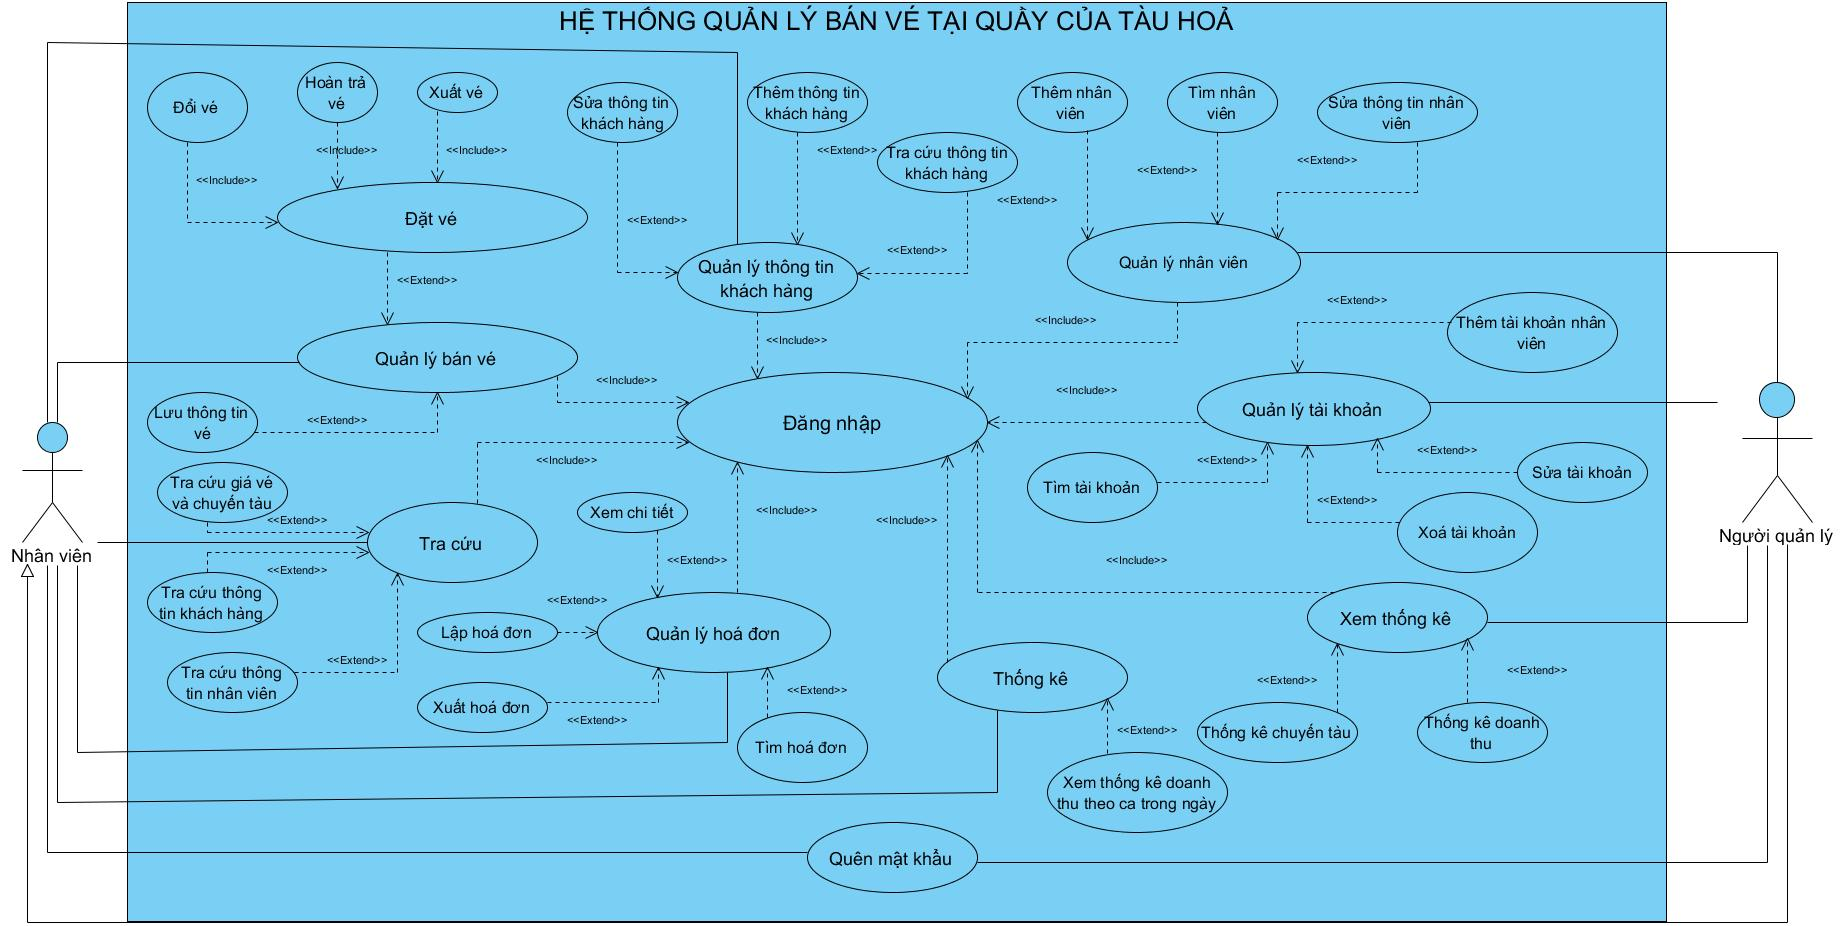 HỆ THỐNG QUẢN LÝ BÁN VÉ TẠI QUẦY CỦA TÀU HOẢ
Đổi vé
Hoàn trả
vé
Xuất vé
Sửa thông tin
khách hàng
Thêm thông tin
khách hàng
Tra cứu thông tin
khách hàng
Thêm nhân
viên
Tìm nhân
viên
Sửa thông tin nhân
viên
<<Include>>
<<Include>>
<<Include>>
<<Extend>>
<<Extend>>
<<Extend>>
<<Extend>>
<<Extend>>
<<Extend>>
Đặt vé
Quản lý thông tin
khách hàng
Quản lý nhân viên
<<Extend>>
<<Include>>
<<Include>>
<<Extend>>
Thêm tài khoản nhân
viên
Quản lý bán vé
<<Include>>
<<Include>>
Lưu thông tin
vé
<<Extend>>
Đăng nhập
Quản lý tài khoản
<<Include>>
<<Extend>>
<<Extend>>
Tìm tài khoản
Sửa tài khoản
Tra cứu giá vé
và chuyến tàu
<<Extend>>
Xem chi tiết
<<Include>>
<<Include>>
<<Extend>>
Xoá tài khoản
Nhân viên
Tra cứu
Người quản lý
<<Extend>>
<<Extend>>
<<Include>>
Tra cứu thông
tin khách hàng
<<Extend>>
Lập hoá đơn
Quản lý hoá đơn
Xem thống kê
<<Extend>>
Tra cứu thông
tin nhân viên
Thống kê
<<Extend>>
<<Extend>>
<<Extend>>
Xuất hoá đơn
<<Extend>>
Tìm hoá đơn
<<Extend>>
Thống kê chuyến tàu
Thống kê doanh
thu
Xem thống kê doanh
thu theo ca trong ngày
Quên mật khẩu